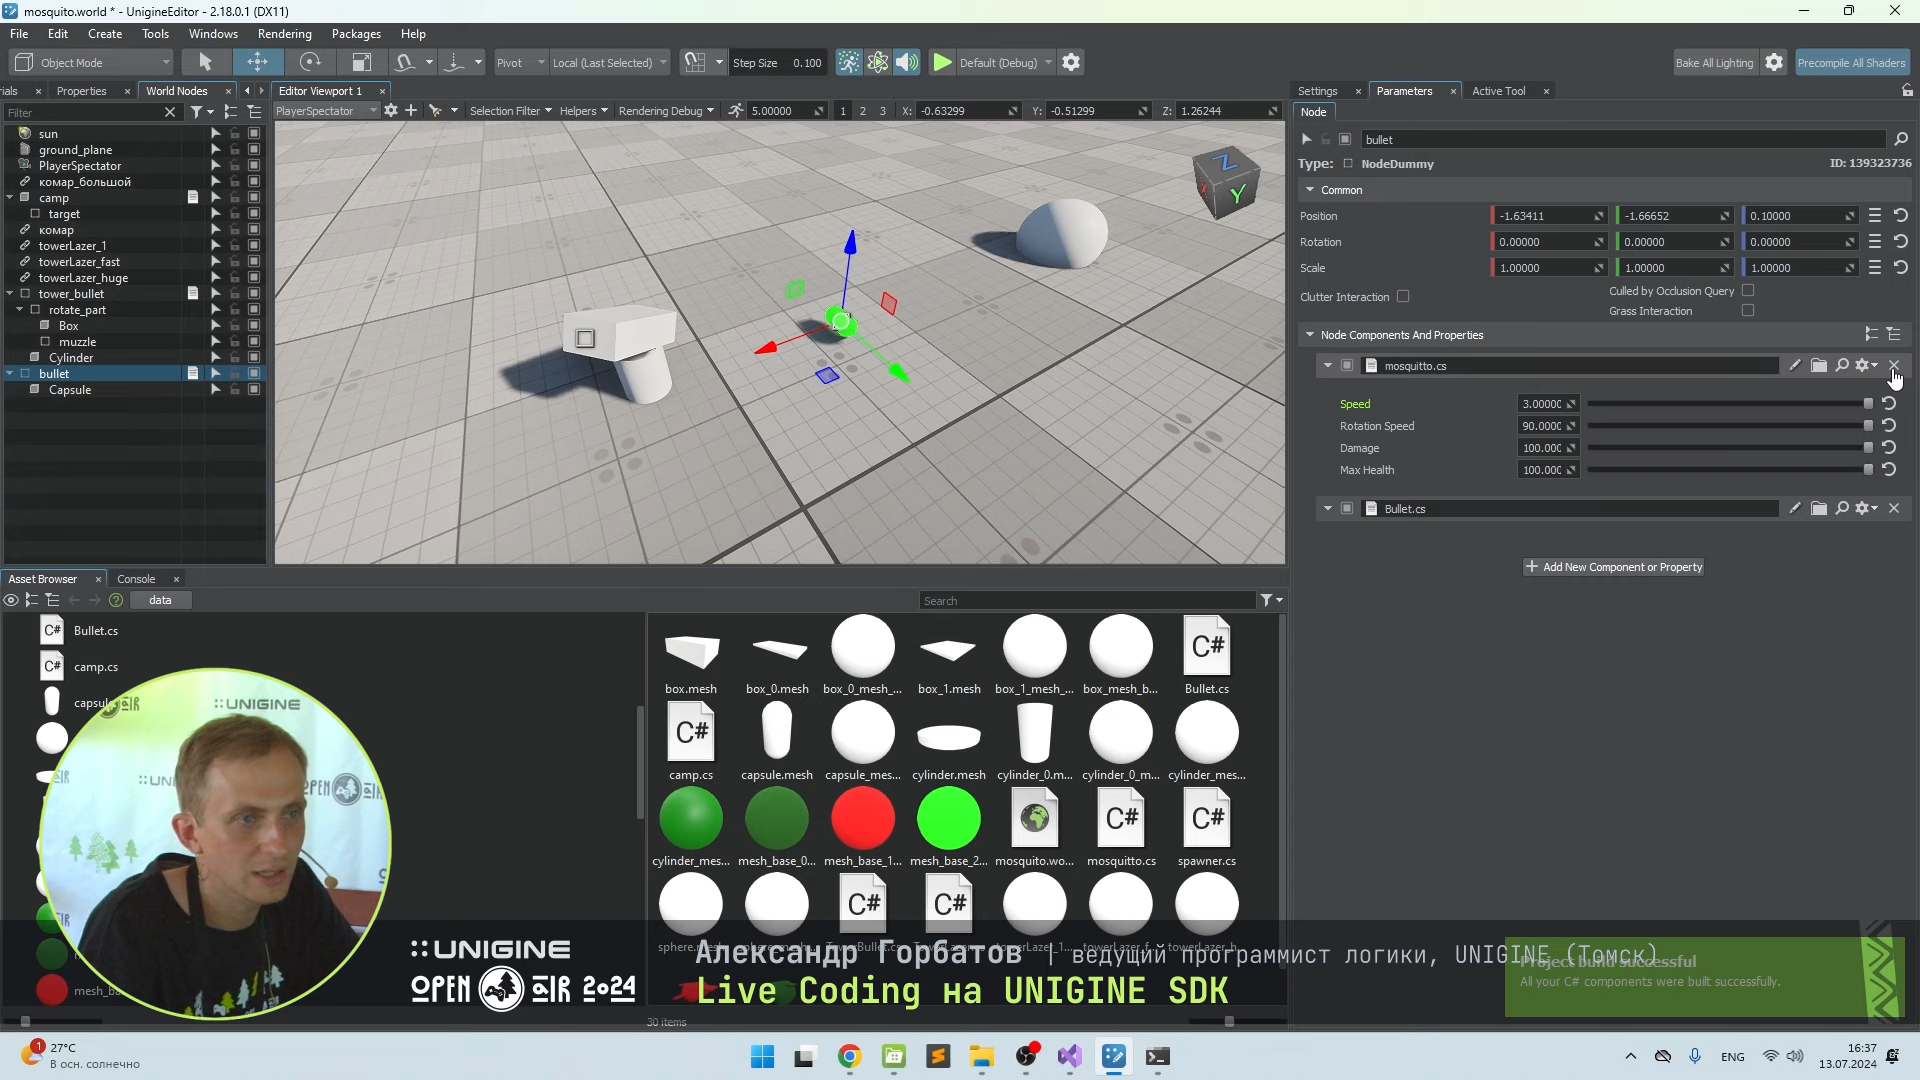 mosquito.world * - UnigineEditor - 2.18.0.1 (DX11)
File Edit Create Tools Windows Rendering Packages Help
Object Mode
Pivot
Local (Last Selected)
Step Size 0.100
Default (Debug)
Bake All Lighting
Precompile All Shaders
Properties
World Nodes
Editor Viewport 1
Settings
Parameters
Active Tool
Filter
PlayerSpectator
Selection Filter
Helpers
Rendering Debug
5.00000
1 2 3
X: -0.63299
Y: -0.51299
Z: 1.26244
Node
sun
ground_plane
PlayerSpectator
комар_большой
camp
target
комар
towerLazer_1
towerLazer_fast
towerLazer_huge
tower_bullet
rotate_part
Box
muzzle
Cylinder
bullet
Capsule
Z
Y
bullet
Type: NodeDummy
ID: 139323736
Common
Position -1.63411 -1.66652 0.10000
Rotation 0.00000 0.00000 0.00000
Scale 1.00000 1.00000 1.00000
Clutter Interaction
Culled by Occlusion Query
Grass Interaction
Node Components And Properties
mosquitto.cs
Speed 3.0000
Rotation Speed 90.000
Damage 100.00
Max Health 100.00
Bullet.cs
Add New Component or Property
Asset Browser
Console
data
Search
Bullet.cs
camp.cs
box.mesh
box_0.mesh
box_0_mesh_...
box_1.mesh
box_1_mesh_...
box_mesh_b...
Bullet.cs
C#
camp.cs
capsule.mesh
capsule_mes...
cylinder.mesh
cylinder_0.m...
cylinder_0_m...
cylinder_mes...
cylinder_mes...
mesh_base_0...
mesh_base_1...
mesh_base_2...
mosquito.wo...
mosquitto.cs
spawner.cs
::UNIGINE
::UNIGINE
OPEN AIR 2024
Александр Горбатов | ведущий программист логики, UNIGINE (Томск)
Live Coding на UNIGINE SDK
Project build successful
All your C# components were built successfully.
30 items
1
27°C
В осн. солнечно
ENG
16:37
13.07.2024